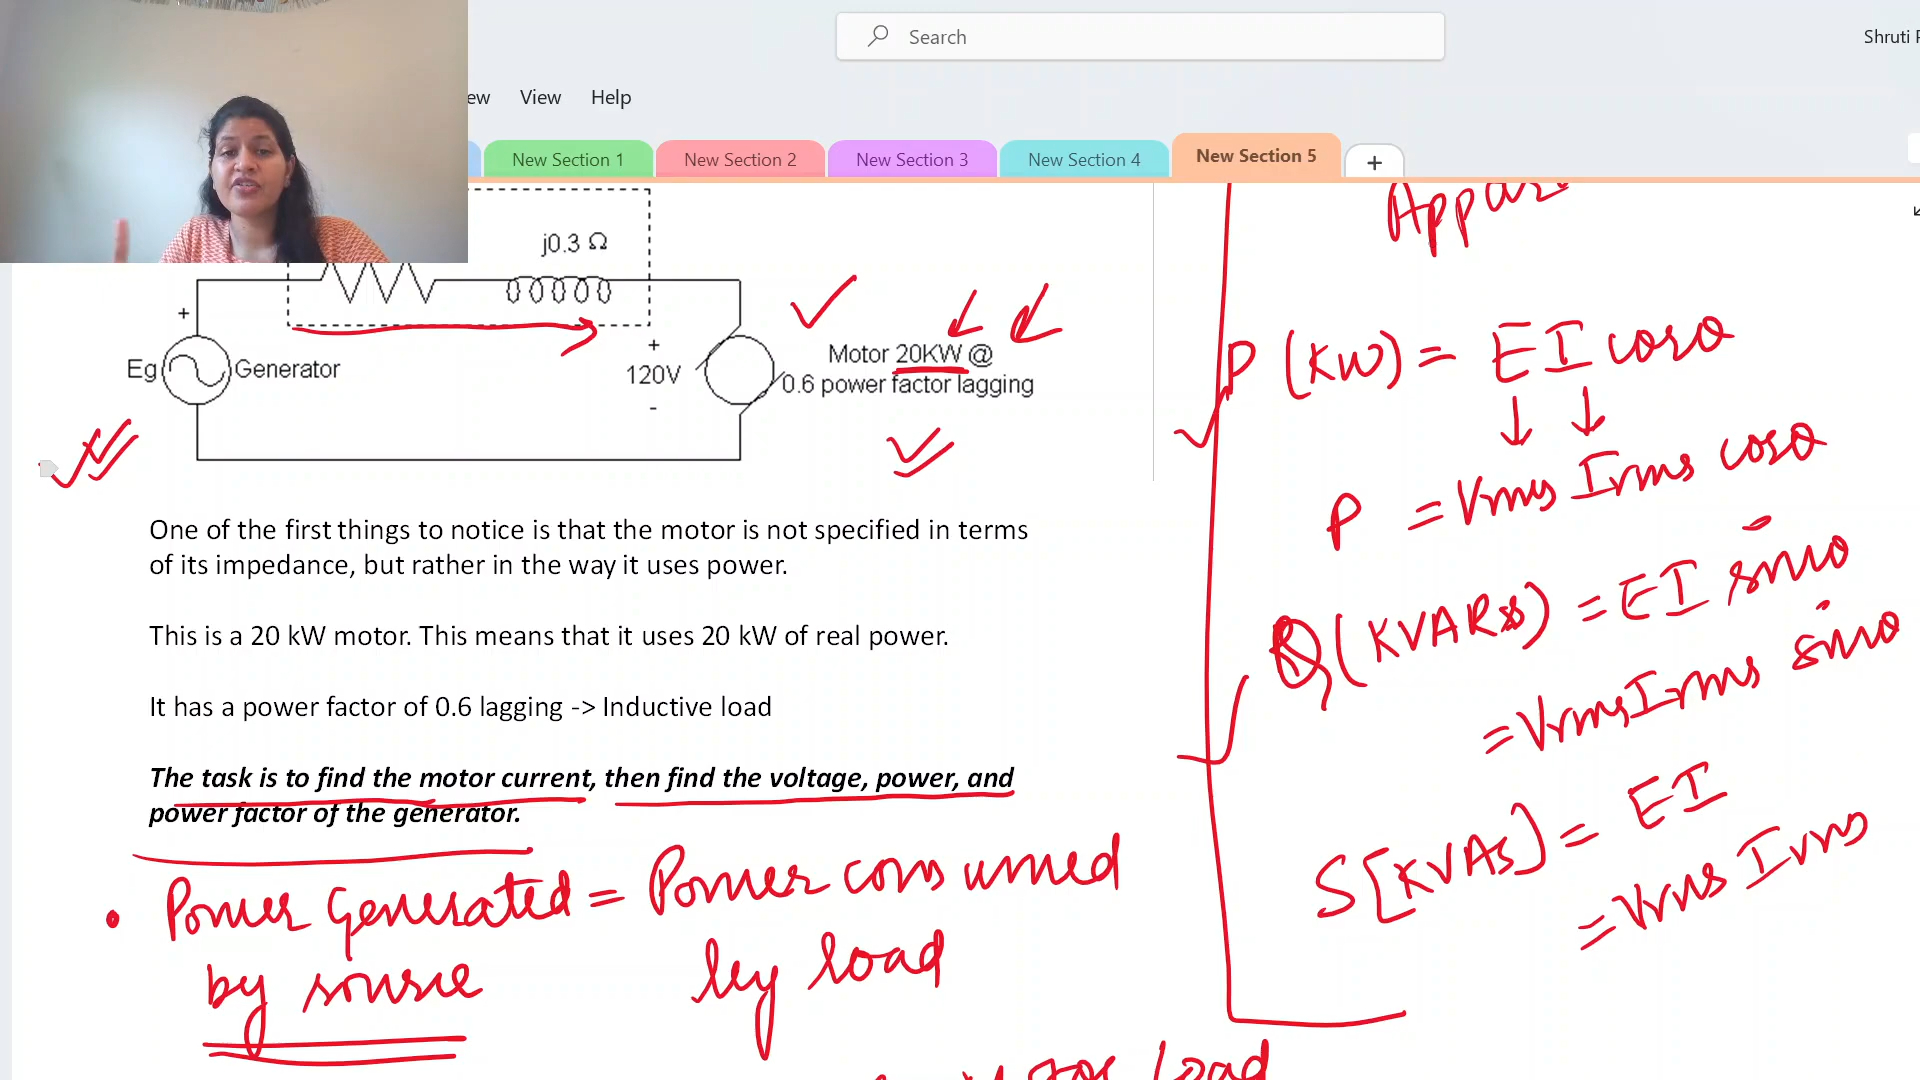 Search
Shruti
ew View Help
New Section 1 New Section 2 New Section 3 New Section 4 New Section 5 +
j0.3 Ω
+
Eg Generator
+
120V
-
Motor 20KW @
0.6 power factor lagging
One of the first things to notice is that the motor is not specified in terms
of its impedance, but rather in the way it uses power.
This is a 20 kW motor. This means that it uses 20 kW of real power.
It has a power factor of 0.6 lagging -> Inductive load
The task is to find the motor current, then find the voltage, power, and
power factor of the generator.
• Power Generated = Power consumed
by source by load
load
P (KW) = EI cosθ
P = Vrms Irms cosθ
Q (KVARs) = EI sinθ
= Vrms Irms sinθ
S [KVAs] = EI
= Vrms Irms